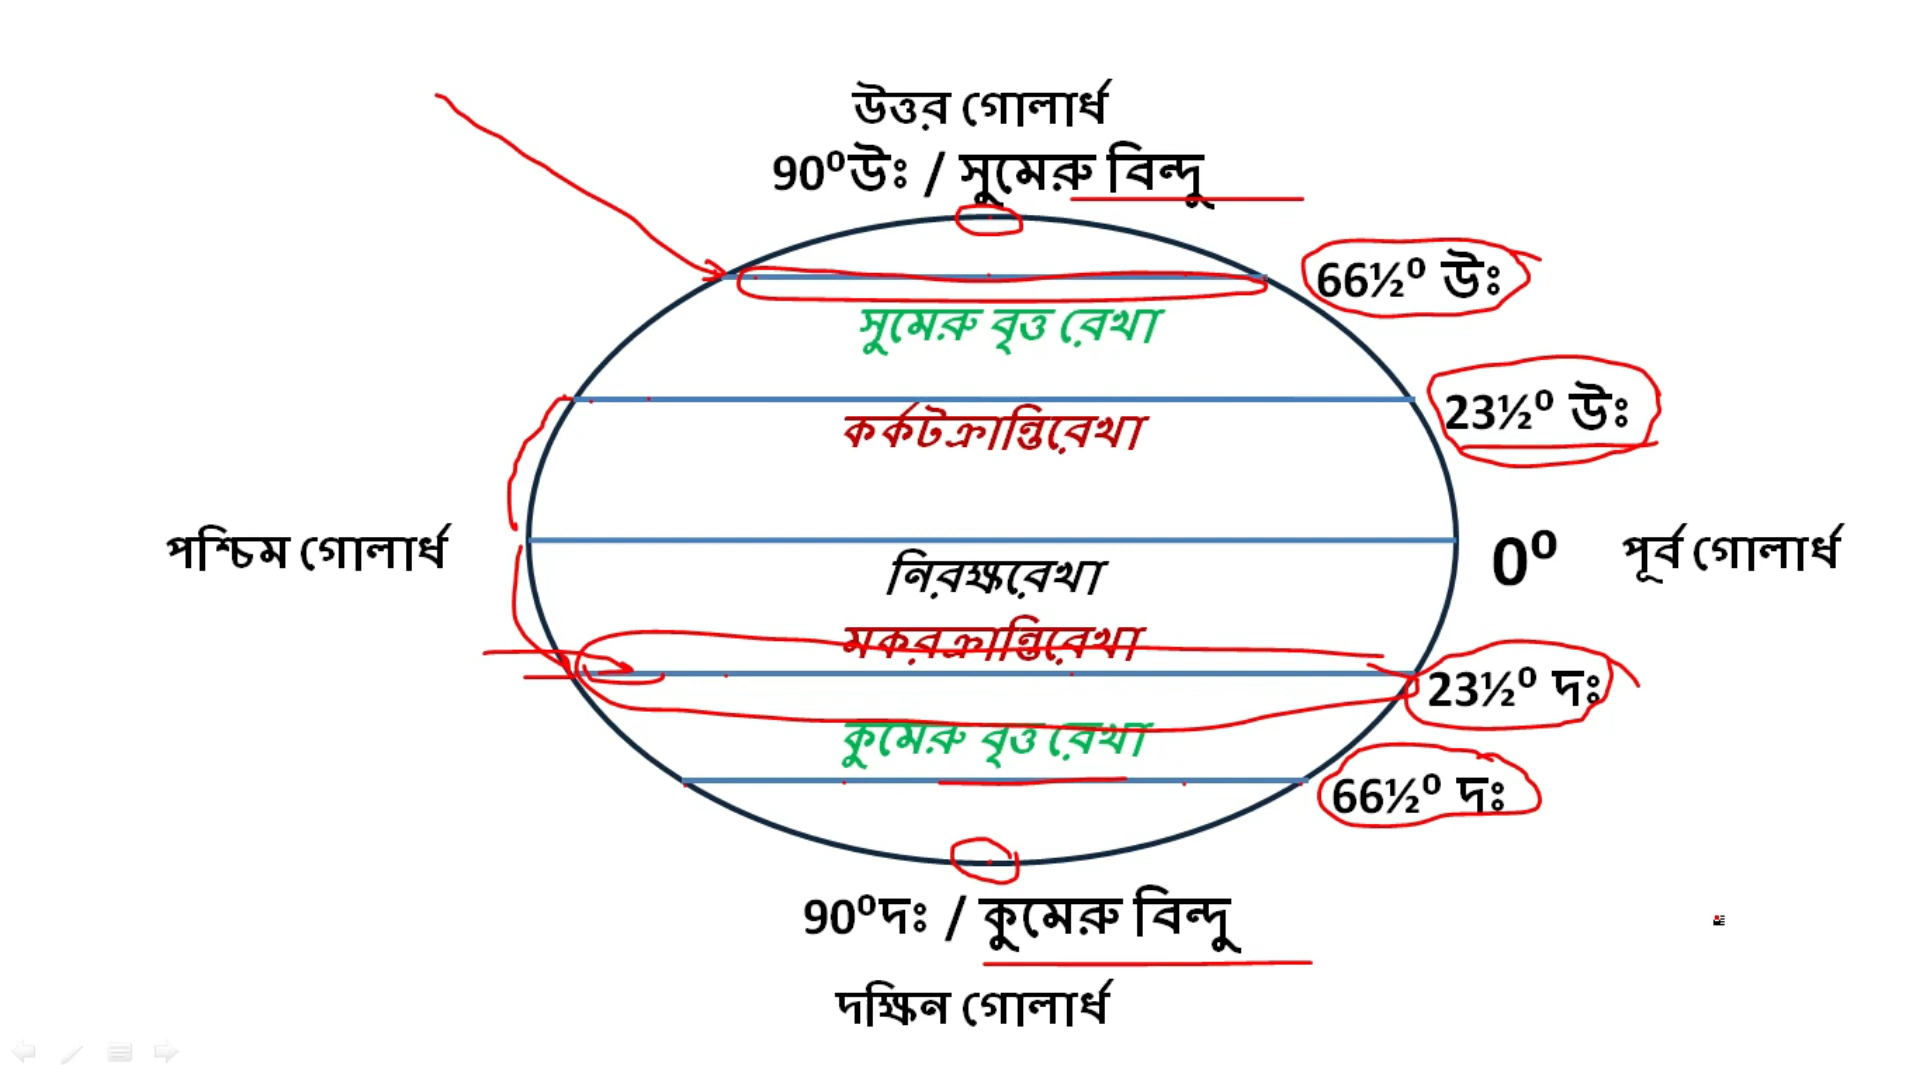 উত্তর গোলার্ধ
90⁰উঃ / সুমেরু বিন্দু
66½⁰ উঃ
সুমেরু বৃত্ত রেখা
23½⁰ উঃ
কর্কটক্রান্তিরেখা
পশ্চিম গোলার্ধ
0⁰ পূর্ব গোলার্ধ
নিরক্ষরেখা
মকরক্রান্তিরেখা
23½⁰ দঃ
কুমেরু বৃত্ত রেখা
66½⁰ দঃ
90⁰দঃ / কুমেরু বিন্দু
দক্ষিন গোলার্ধ